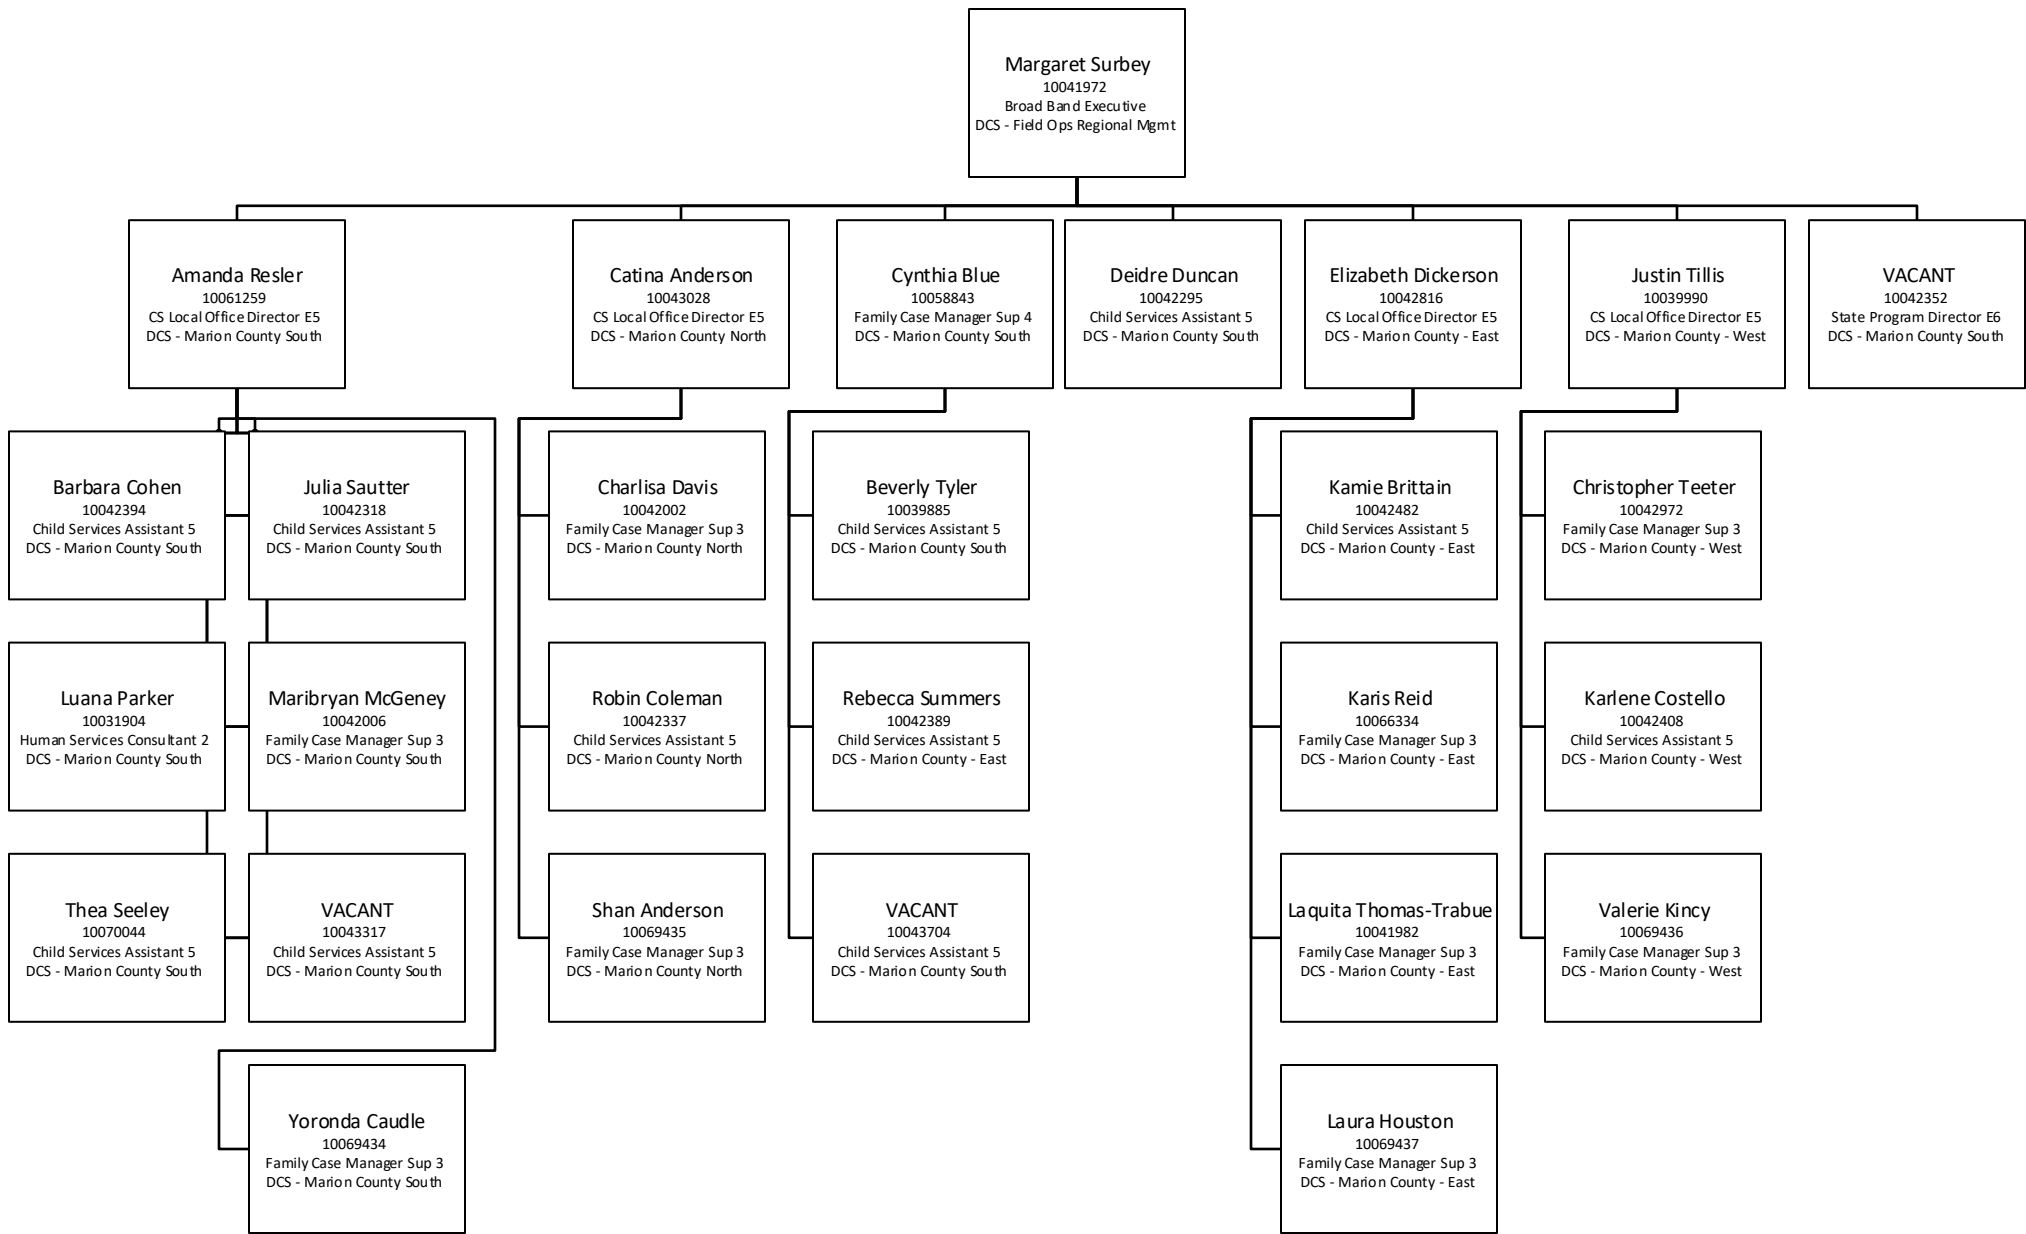 Margaret Surbey
10041972
Broad Band Executive
DCS - Field Ops Regional Mgmt
Amanda Resler
10061259
CS Local Office Director E5
DCS - Marion County South
Catina Anderson
10043028
CS Local Office Director E5
DCS - Marion County North
Cynthia Blue
10058843
Family Case Manager Sup 4
DCS - Marion County South
Deidre Duncan
10042295
Child Services Assistant 5
DCS - Marion County South
Elizabeth Dickerson
10042816
CS Local Office Director E5
DCS - Marion County - East
Justin Tillis
10039990
CS Local Office Director E5
DCS - Marion County - West
VACANT
10042352
State Program Director E6
DCS - Marion County South
Barbara Cohen
10042394
Child Services Assistant 5
DCS - Marion County South
Julia Sautter
10042318
Child Services Assistant 5
DCS - Marion County South
Charlisa Davis
10042002
Family Case Manager Sup 3
DCS - Marion County North
Beverly Tyler
10039885
Child Services Assistant 5
DCS - Marion County South
Kamie Brittain
10042482
Child Services Assistant 5
DCS - Marion County - East
Christopher Teeter
10042972
Family Case Manager Sup 3
DCS - Marion County - West
Luana Parker
10031904
Human Services Consultant 2
DCS - Marion County South
Maribryan McGeney
10042006
Family Case Manager Sup 3
DCS - Marion County South
Robin Coleman
10042337
Child Services Assistant 5
DCS - Marion County North
Rebecca Summers
10042389
Child Services Assistant 5
DCS - Marion County - East
Karis Reid
10066334
Family Case Manager Sup 3
DCS - Marion County - East
Karlene Costello
10042408
Child Services Assistant 5
DCS - Marion County - West
Thea Seeley
10070044
Child Services Assistant 5
DCS - Marion County South
VACANT
10043317
Child Services Assistant 5
DCS - Marion County South
Shan Anderson
10069435
Family Case Manager Sup 3
DCS - Marion County North
VACANT
10043704
Child Services Assistant 5
DCS - Marion County South
Laquita Thomas-Trabue
10041982
Family Case Manager Sup 3
DCS - Marion County - East
Valerie Kincy
10069436
Family Case Manager Sup 3
DCS - Marion County - West
Yoronda Caudle
10069434
Family Case Manager Sup 3
DCS - Marion County South
Laura Houston
10069437
Family Case Manager Sup 3
DCS - Marion County - East